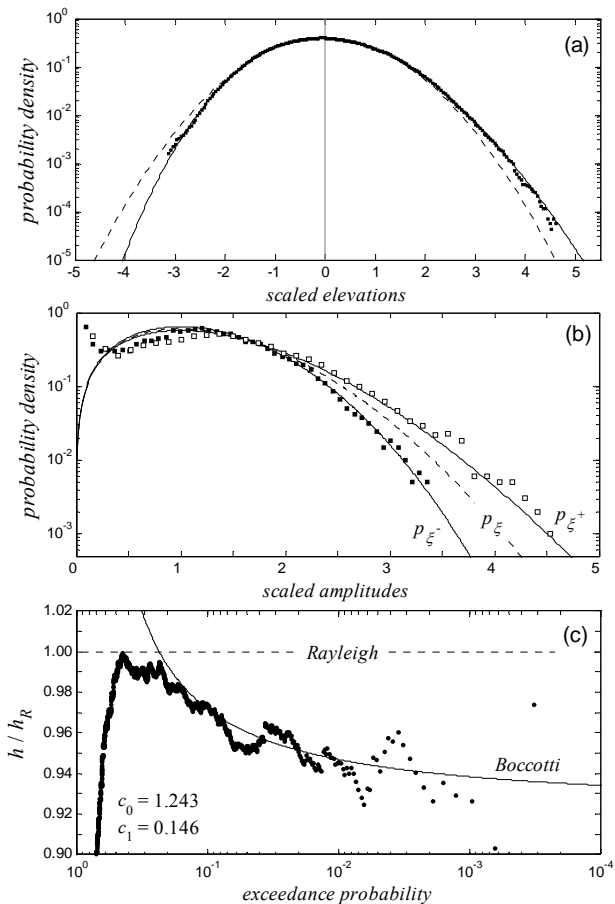 (a)
probability density
10^0
10^-1
10^-2
10^-3
10^-4
10^-5
-5 -4 -3 -2 -1 0 1 2 3 4 5
scaled elevations
(b)
probability density
10^0
10^-1
10^-2
10^-3
p_ξ^-
p_ξ
p_ξ^+
0 1 2 3 4 5
scaled amplitudes
(c)
h / h_R
1.02
1.00
0.98
0.96
0.94
0.92
0.90
Rayleigh
Boccotti
c_0 = 1.243
c_1 = 0.146
10^0 10^-1 10^-2 10^-3 10^-4
exceedance probability